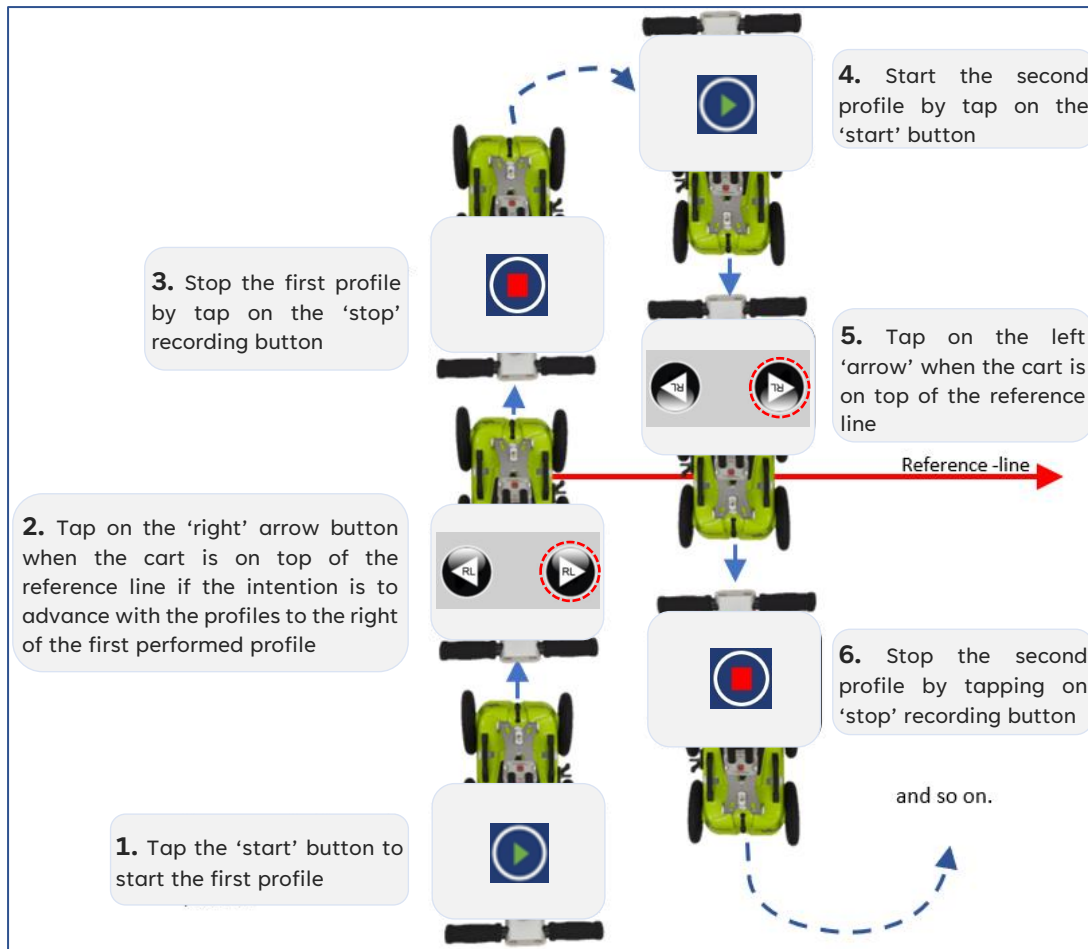 4. Start the second
profile by tap on the
‘start’ button
3. Stop the first profile
by tap on the ‘stop’
recording button
5. Tap on the left
‘arrow’ when the cart is
on top of the reference
line
RL
RL
Reference -line
2. Tap on the ‘right’ arrow button
when the cart is on top of the
reference line if the intention is to
advance with the profiles to the right
of the first performed profile
RL
RL
6. Stop the second
profile by tapping on
‘stop’ recording button
and so on.
1. Tap the ‘start’ button to
start the first profile